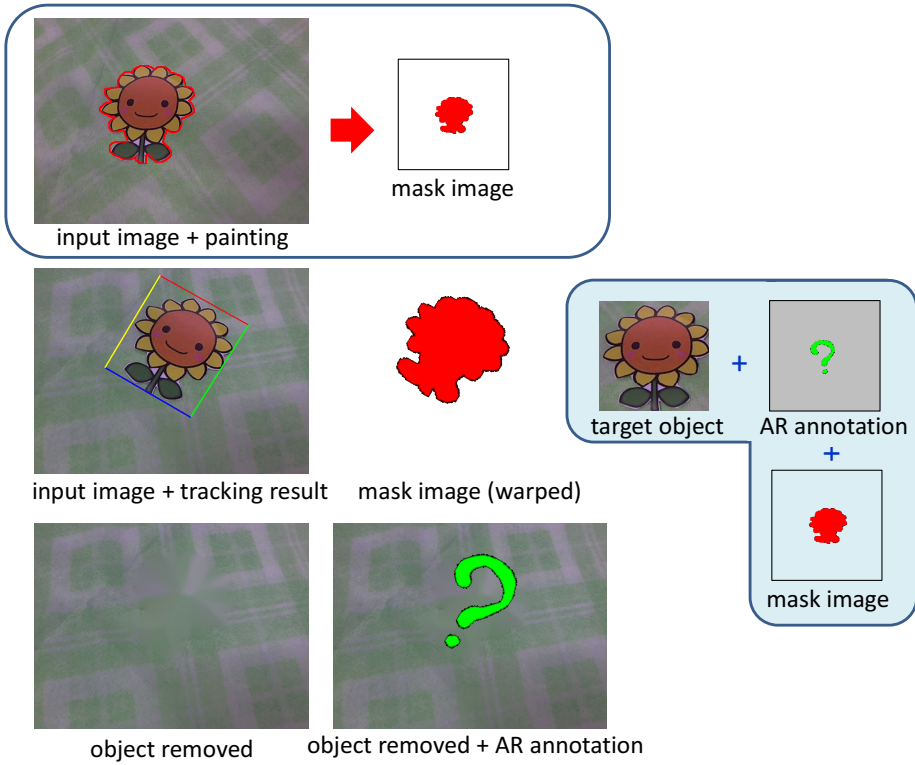 input image + painting
mask image
input image + tracking result
mask image (warped)
target object
+
AR annotation
+
mask image
object removed
object removed + AR annotation
?
?